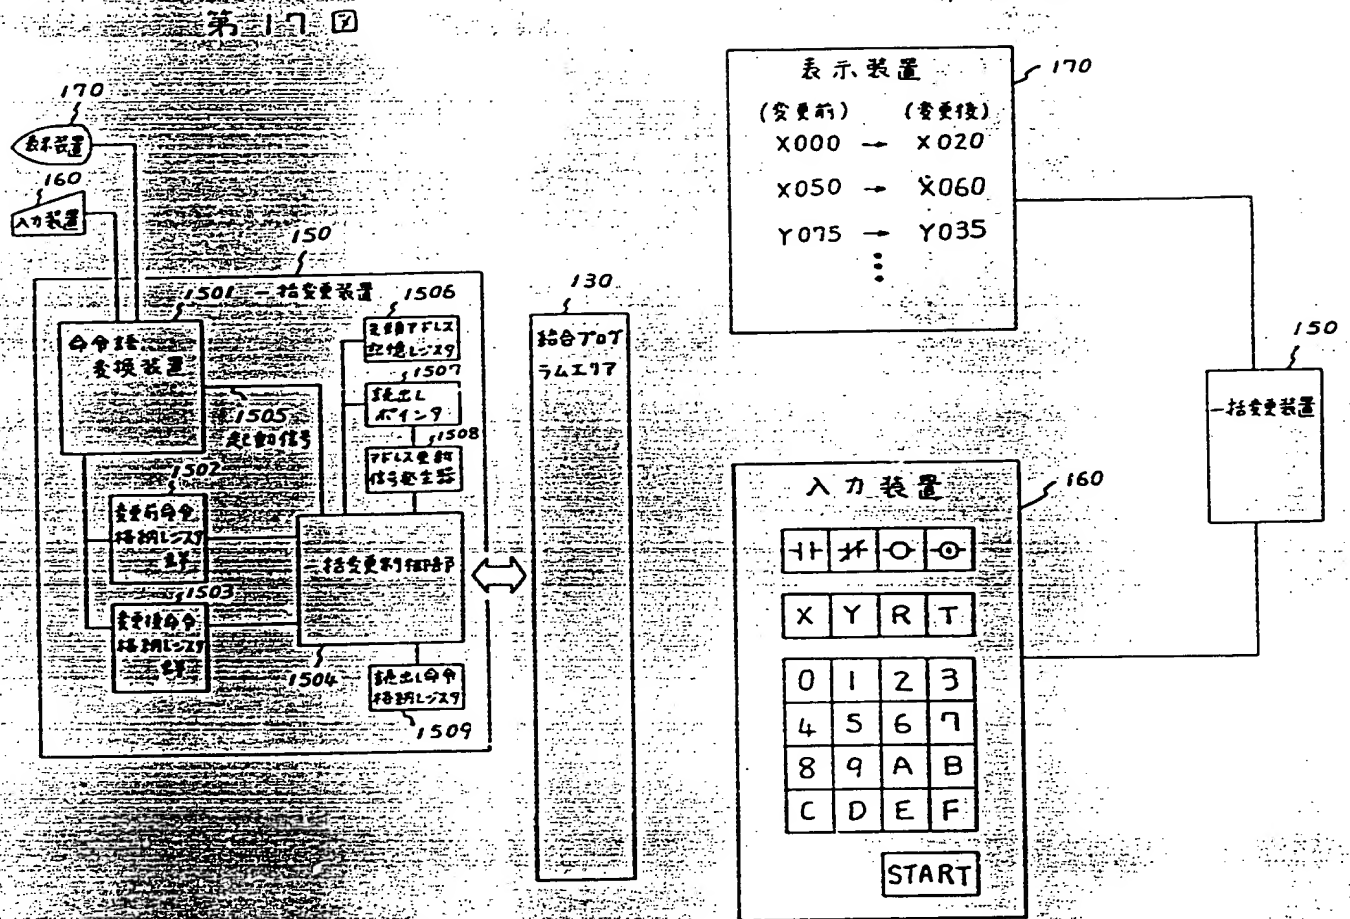 第17図
170
表示装置
160
入力装置
150
1501
一括変更装置
命令語
変換装置
1505
起動信号
1506
先頭アドレス
記憶レジスタ
1507
読出し
ポインタ
1508
アドレス更新
信号発生器
1502
変更前命令
格納レジスタ
1503
変更後命令
格納レジスタ
一括変更制御部
1504
読出し命令
格納レジスタ
1509
130
結合プログ
ラムエリア
表示装置
170
(変更前) (変更後)
X000 → X020
X050 → X060
Y075 → Y035
150
一括変更装置
入力装置
160
X Y R T
0 1 2 3
4 5 6 7
8 9 A B
C D E F
START